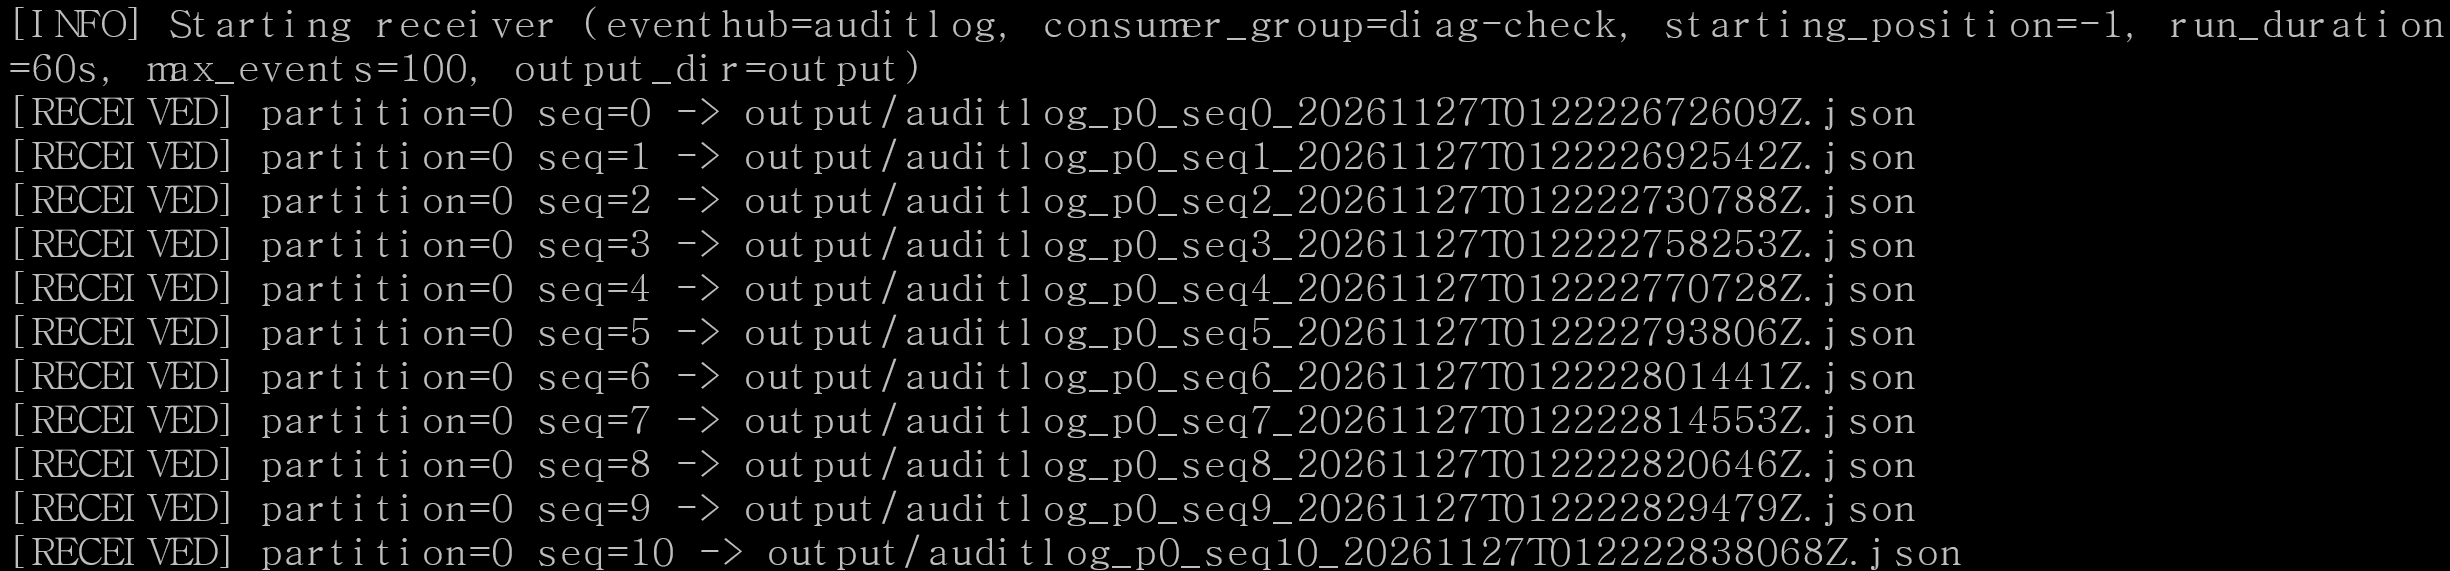 [INFO] Starting receiver (eventhub=auditlog, consumer_group=diag-check, starting_position=-1, run_duration
=60s, max_events=100, output_dir=output)
[RECEIVED] partition=0 seq=0 -> output/auditlog_p0_seq0_20261127T012222672609Z.json
[RECEIVED] partition=0 seq=1 -> output/auditlog_p0_seq1_20261127T012222692542Z.json
[RECEIVED] partition=0 seq=2 -> output/auditlog_p0_seq2_20261127T012222730788Z.json
[RECEIVED] partition=0 seq=3 -> output/auditlog_p0_seq3_20261127T012222758253Z.json
[RECEIVED] partition=0 seq=4 -> output/auditlog_p0_seq4_20261127T012222770728Z.json
[RECEIVED] partition=0 seq=5 -> output/auditlog_p0_seq5_20261127T012222793806Z.json
[RECEIVED] partition=0 seq=6 -> output/auditlog_p0_seq6_20261127T012222801441Z.json
[RECEIVED] partition=0 seq=7 -> output/auditlog_p0_seq7_20261127T012222814553Z.json
[RECEIVED] partition=0 seq=8 -> output/auditlog_p0_seq8_20261127T012222820646Z.json
[RECEIVED] partition=0 seq=9 -> output/auditlog_p0_seq9_20261127T012222829479Z.json
[RECEIVED] partition=0 seq=10 -> output/auditlog_p0_seq10_20261127T012222838068Z.json